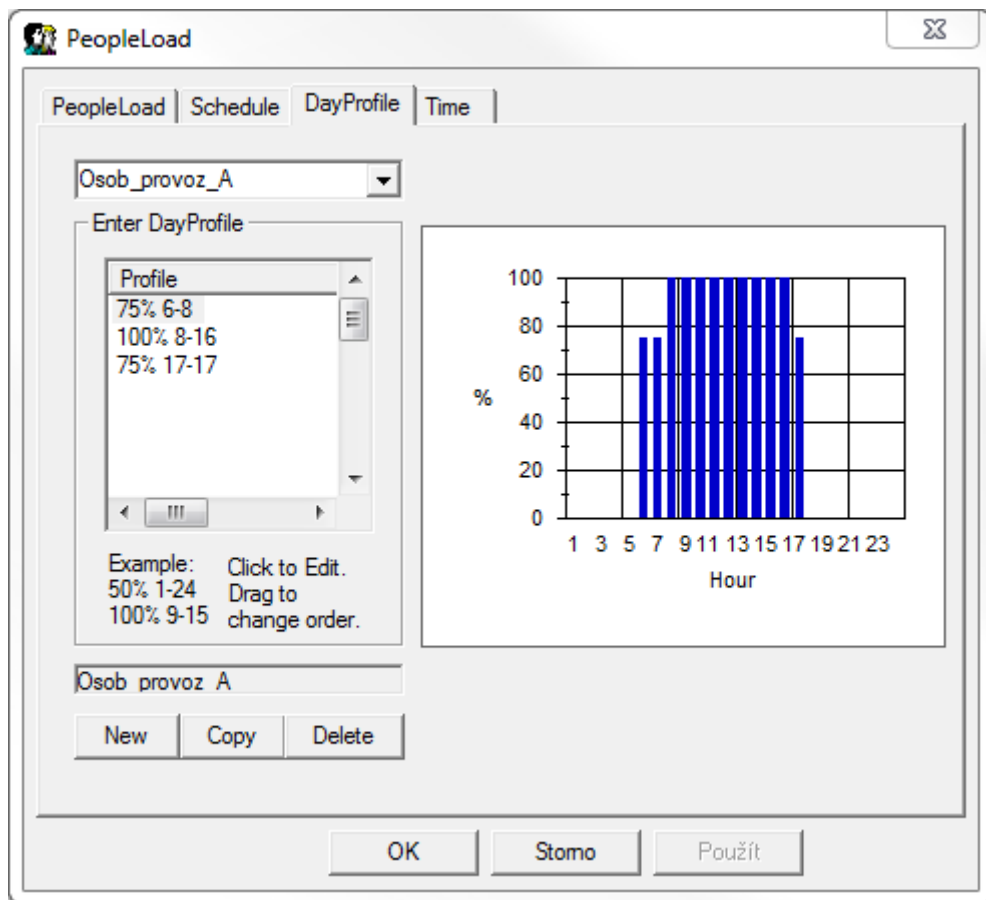 PeopleLoad
PeopleLoad Schedule DayProfile Time
Osob_provoz_A
Enter DayProfile
Profile
75% 6-8
100% 8-16
75% 17-17
Example:
50% 1-24
100% 9-15
Click to Edit.
Drag to
change order.
Osob_provoz_A
New Copy Delete
100
80
60
40
20
0
%
1 3 5 7 9 11 13 15 17 19 21 23
Hour
OK Storno Použít